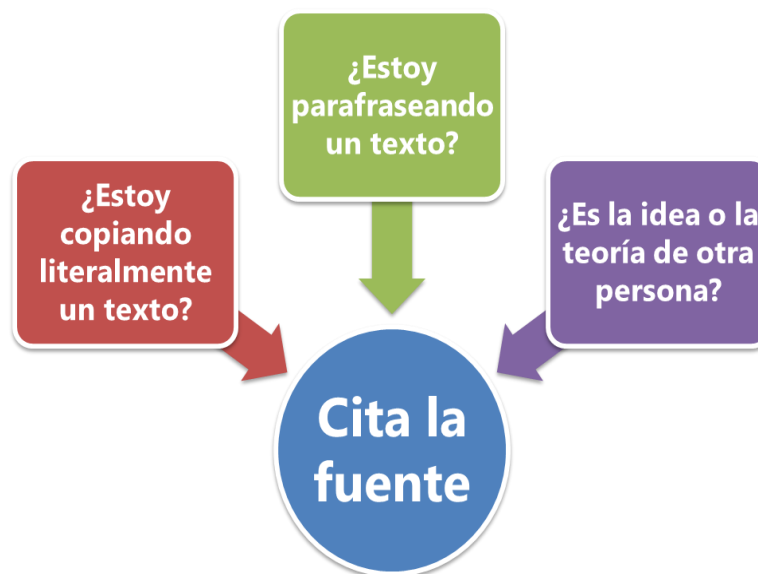 ¿Estoy
parafraseando
un texto?
¿Estoy
copiando
literalmente
un texto?
¿Es la idea o la
teoría de otra
persona?
Cita la
fuente